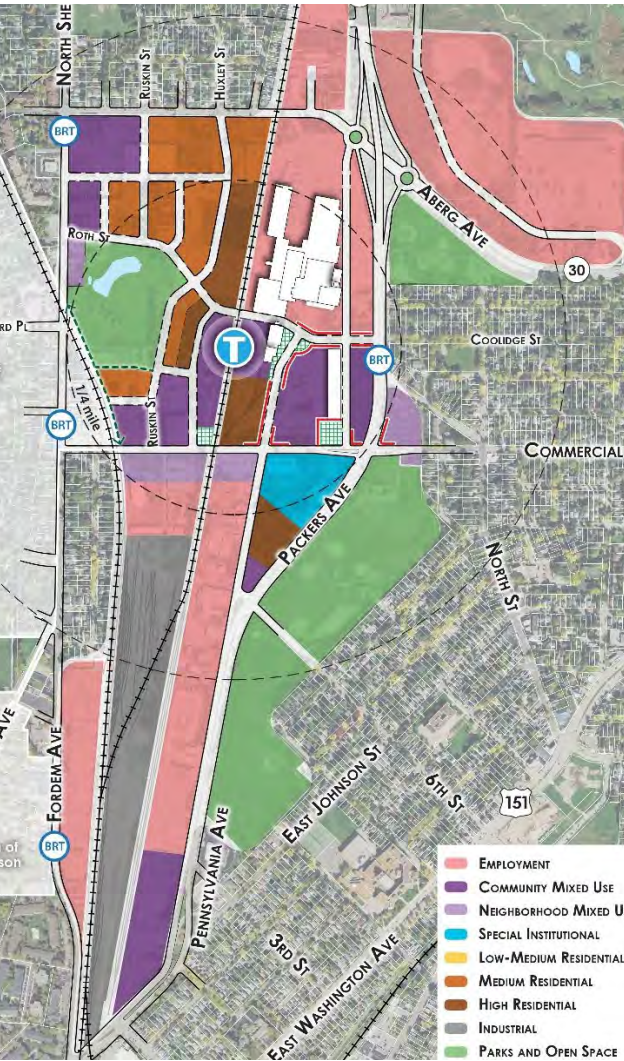 NORTH SHE
RUSKIN ST
HUXLEY ST
BRT
ABERG AVE
ROTH ST
30
RD PL
COOLIDGE ST
T
BRT
1/4 MILE
RUSKIN ST
BRT
COMMERCIAL
PACKERS AVE
NORTH ST
AVE
FORDEM AVE
EAST JOHNSON ST
6TH ST
151
PENNSYLVANIA AVE
BRT
of
son
3RD ST
EAST WASHINGTON AVE
EMPLOYMENT
COMMUNITY MIXED USE
NEIGHBORHOOD MIXED U
SPECIAL INSTITUTIONAL
LOW-MEDIUM RESIDENTIAL
MEDIUM RESIDENTIAL
HIGH RESIDENTIAL
INDUSTRIAL
PARKS AND OPEN SPACE